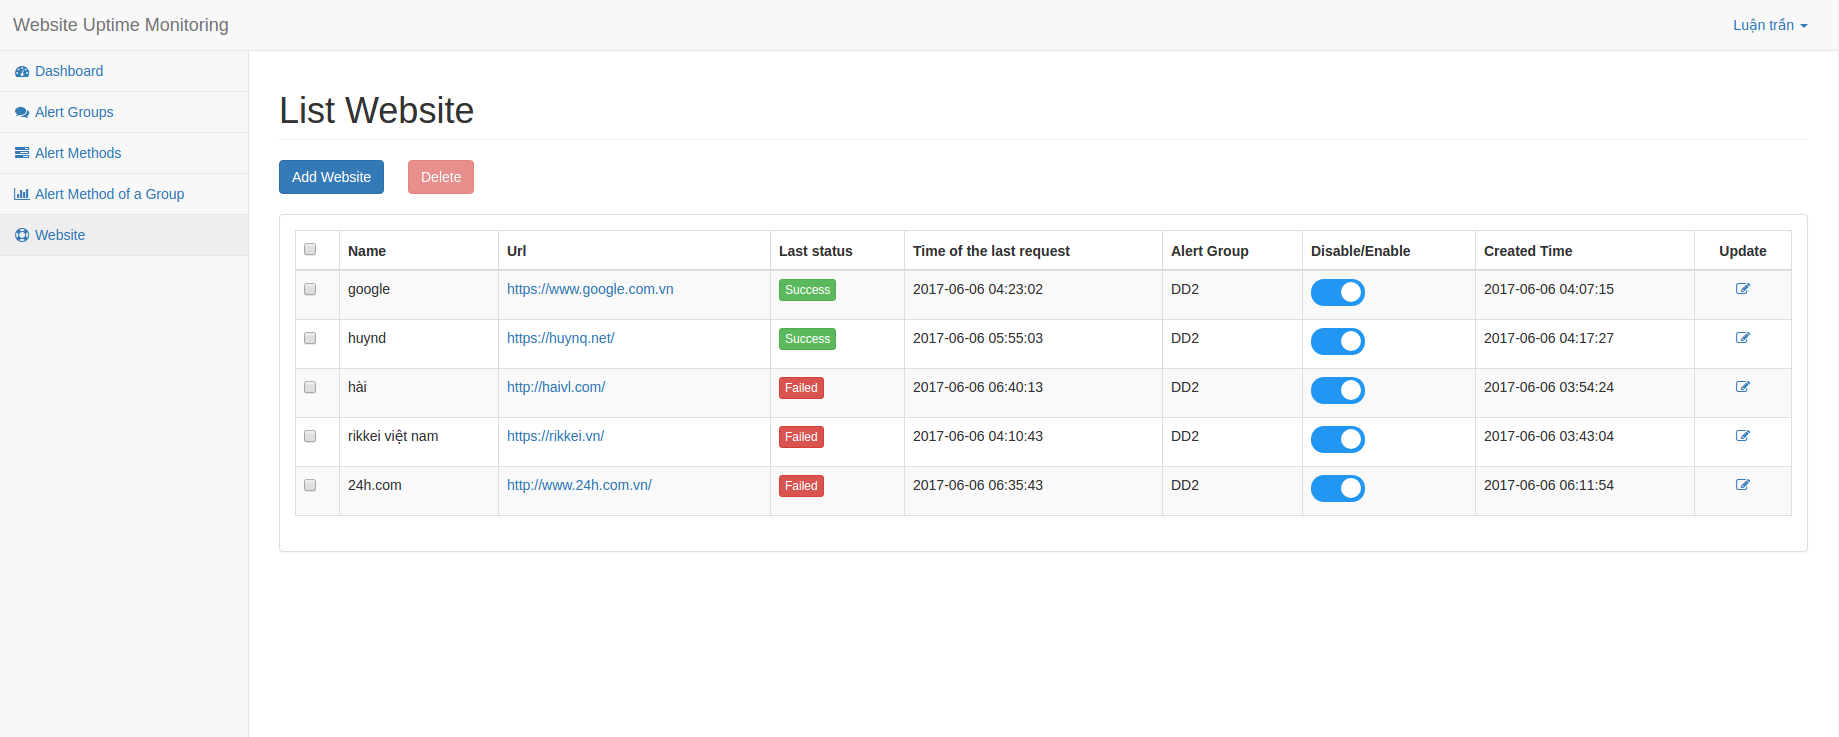 Website Uptime Monitoring
Luận trần
Dashboard
Alert Groups
Alert Methods
Alert Method of a Group
Website
List Website
Add Website Delete
Name Url Last status Time of the last request Alert Group Disable/Enable Created Time Update
google https://www.google.com.vn Success 2017-06-06 04:23:02 DD2 2017-06-06 04:07:15
huynd https://huynq.net/ Success 2017-06-06 05:55:03 DD2 2017-06-06 04:17:27
hài http://haivl.com/ Failed 2017-06-06 06:40:13 DD2 2017-06-06 03:54:24
rikkei việt nam https://rikkei.vn/ Failed 2017-06-06 04:10:43 DD2 2017-06-06 03:43:04
24h.com http://www.24h.com.vn/ Failed 2017-06-06 06:35:43 DD2 2017-06-06 06:11:54